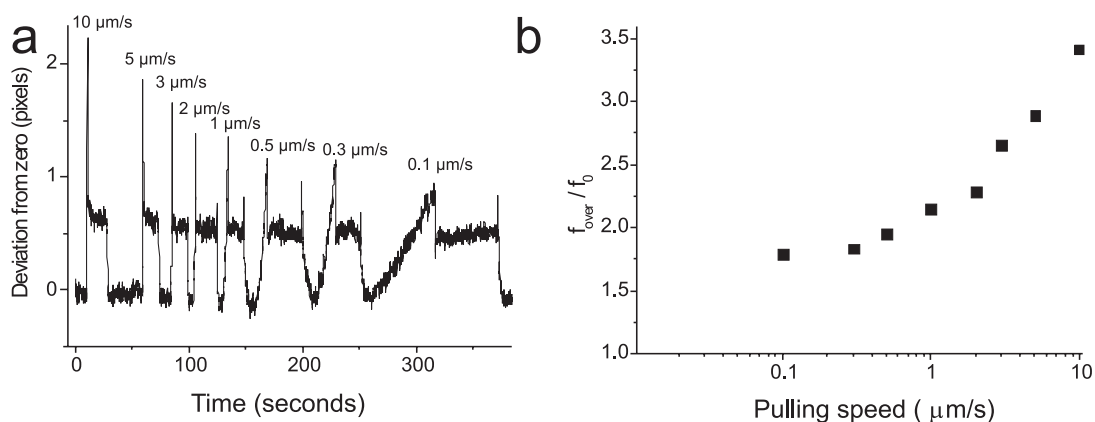 a
10 μm/s
5 μm/s
3 μm/s
2 μm/s
1 μm/s
0.5 μm/s
0.3 μm/s
0.1 μm/s
2
1
0
Deviation from zero (pixels)
0
100
200
300
Time (seconds)
b
3.5
3.0
2.5
2.0
1.5
1.0
f_over / f_0
0.1
1
10
Pulling speed ( μm/s)